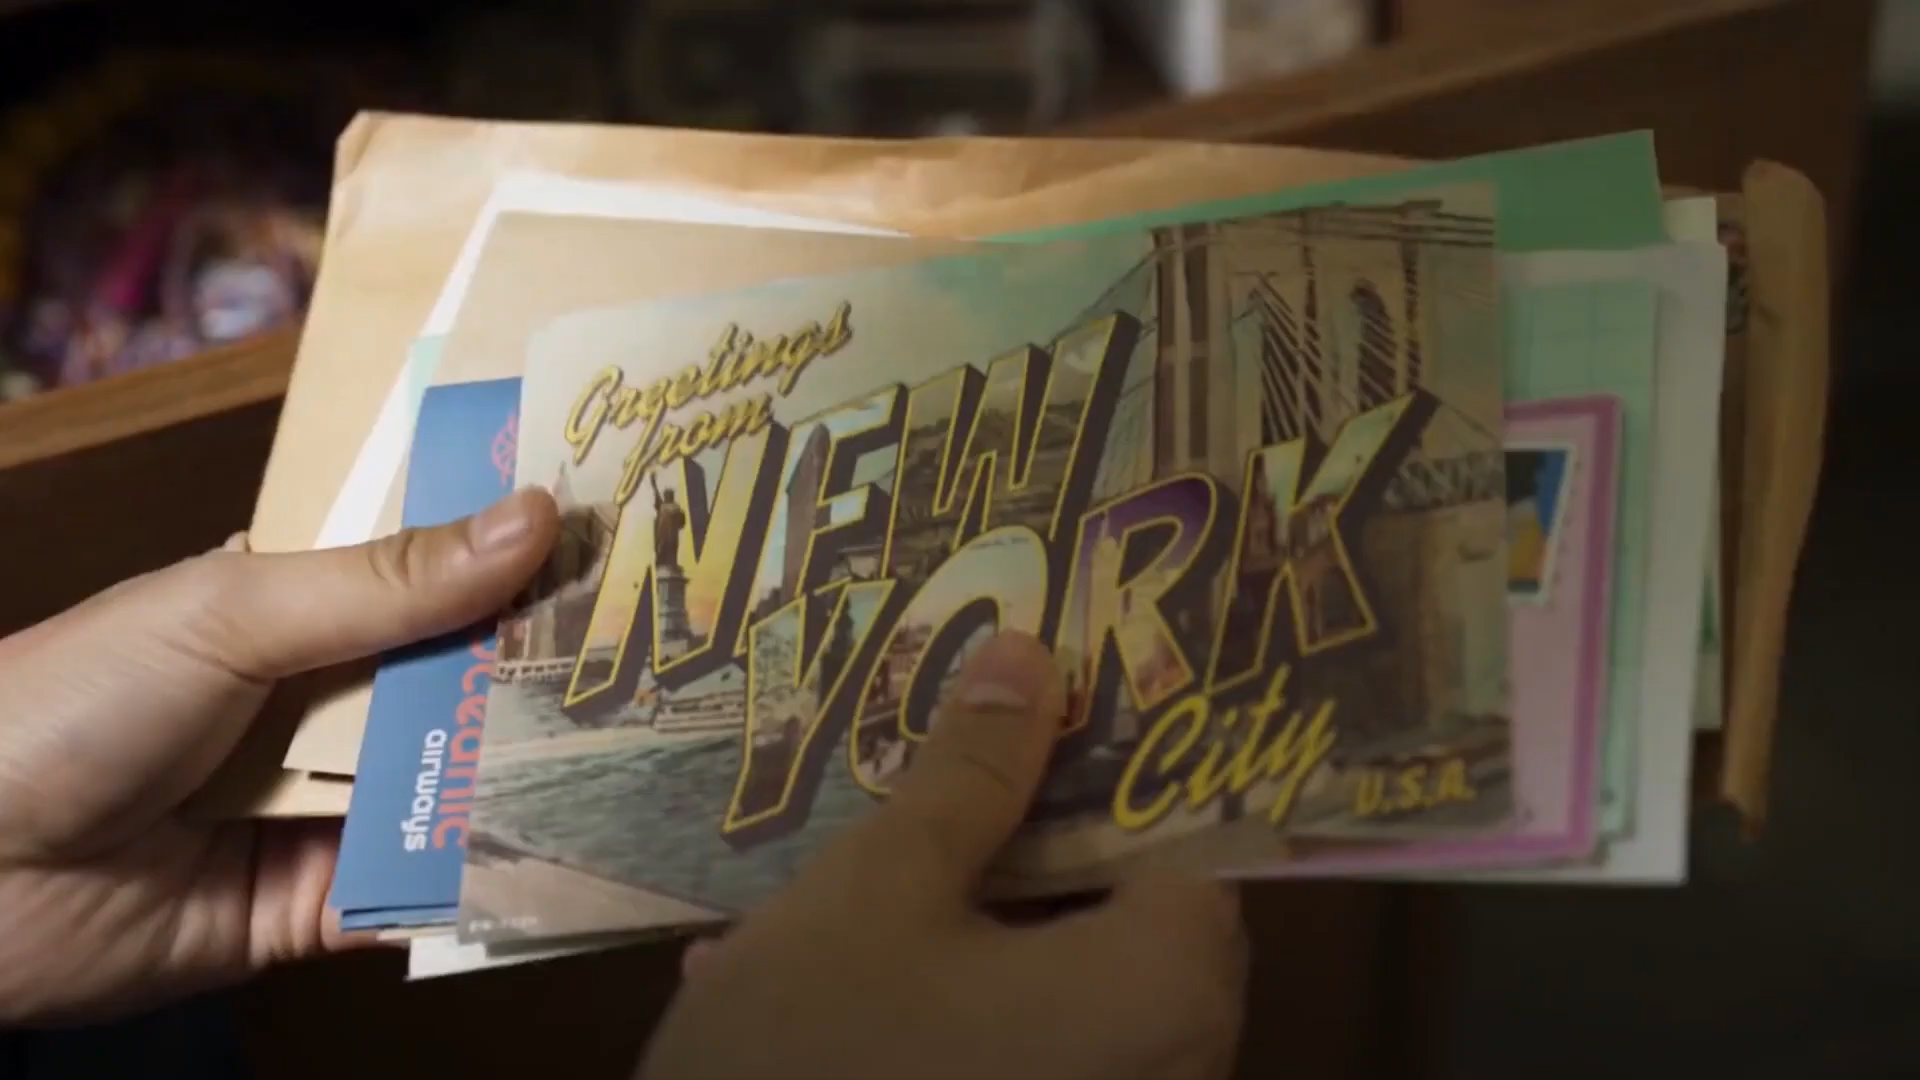 Greetings
from
NEW
YORK
City
U.S.A.
oceanic
airways